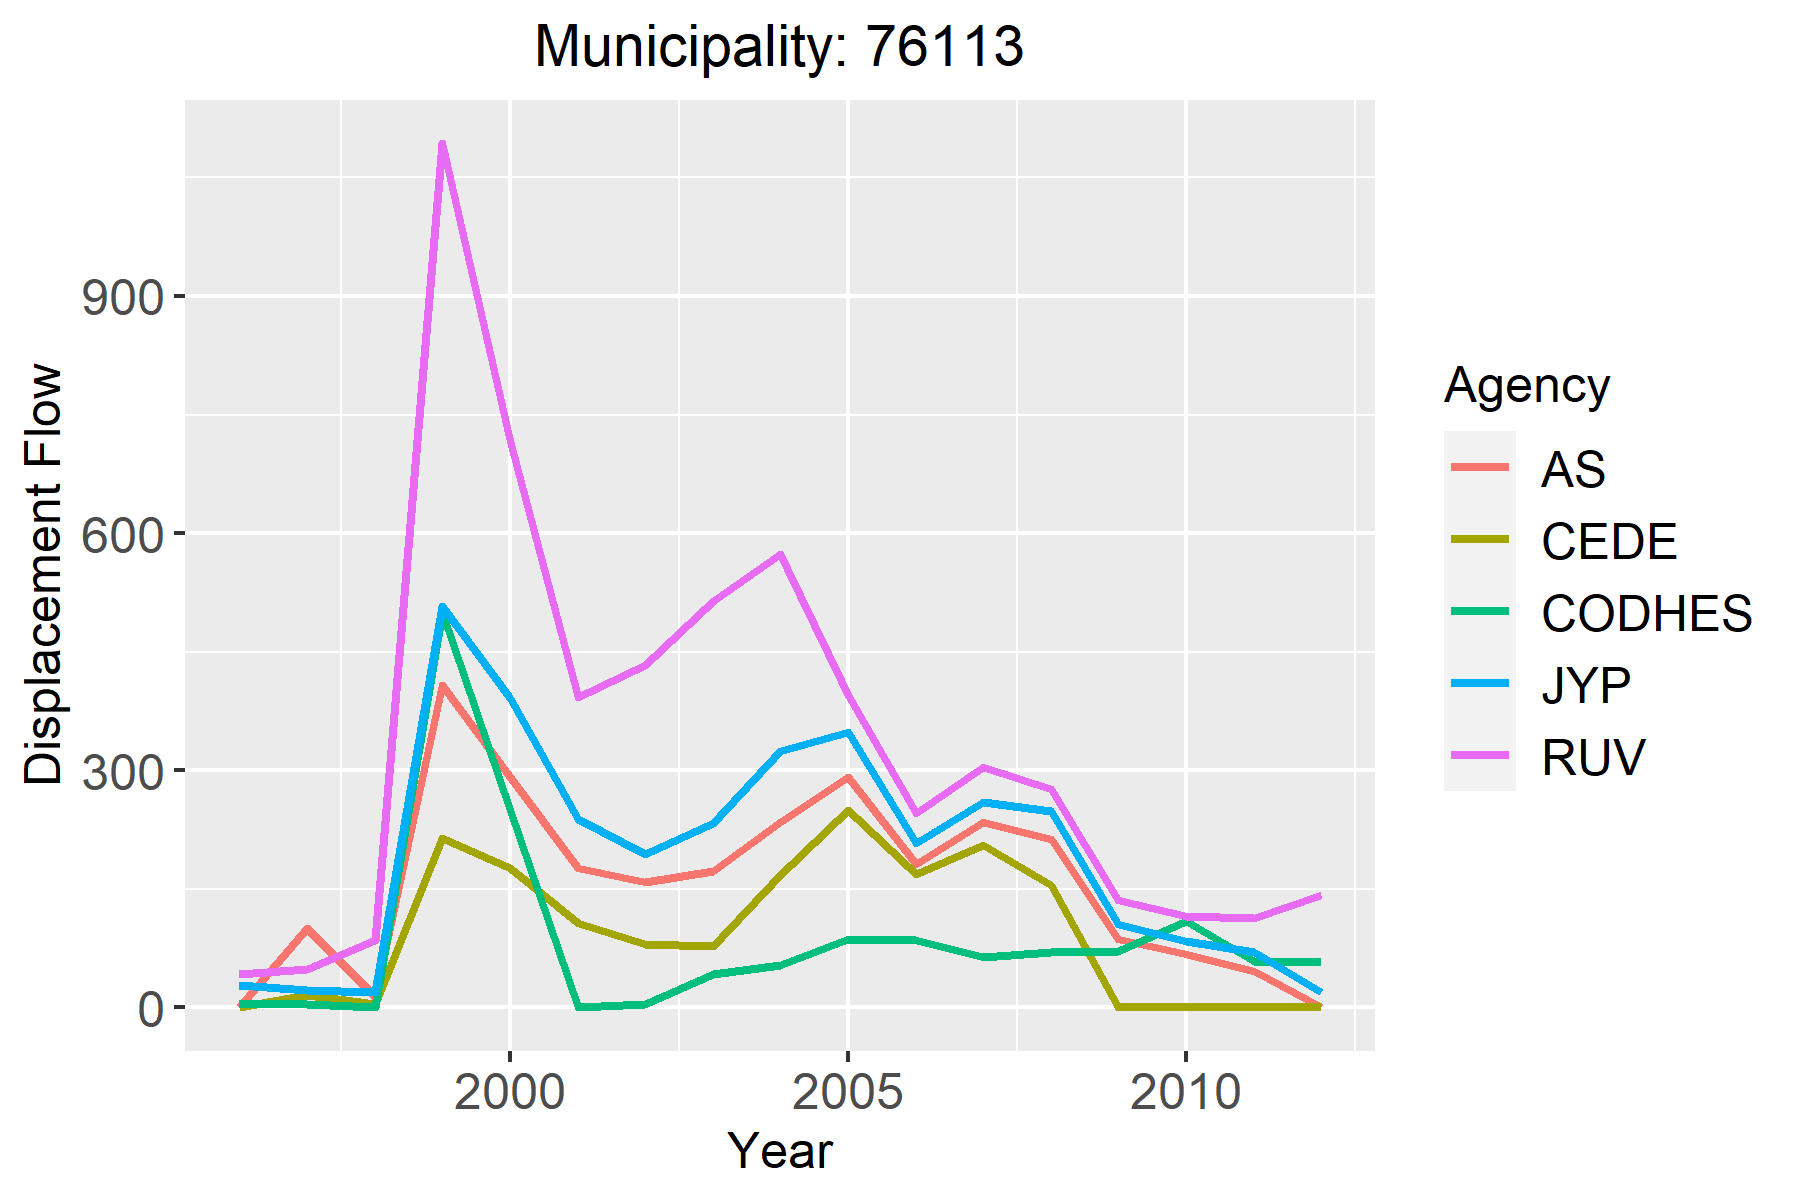 Municipality: 76113
Displacement Flow
900
600
300
0
2000 2005 2010
Year
Agency
AS
CEDE
CODHES
JYP
RUV